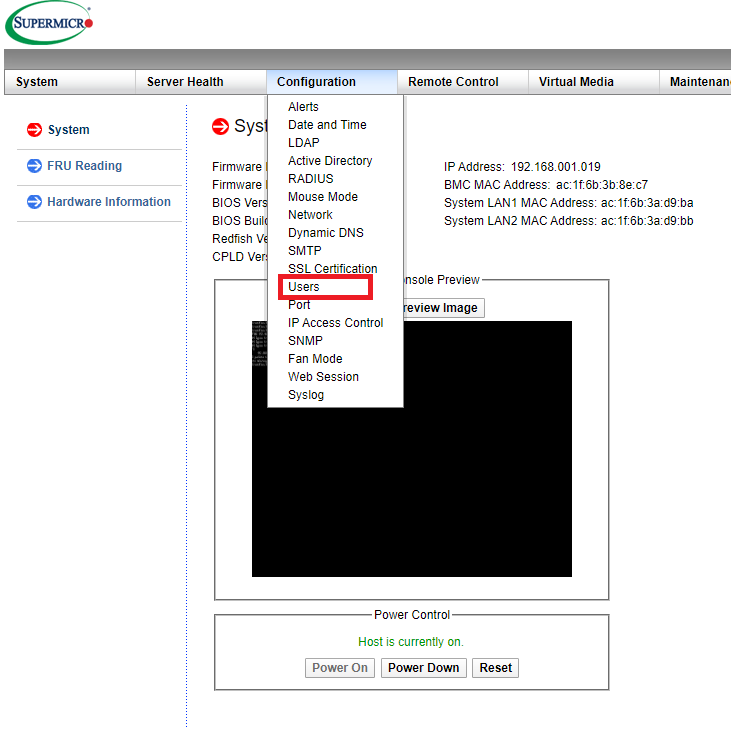 SUPERMICRO
System Server Health Configuration Remote Control Virtual Media Maintenan
System
FRU Reading
Hardware Information
Alerts
Date and Time
LDAP
Active Directory
RADIUS
Mouse Mode
Network
Dynamic DNS
SMTP
SSL Certification
Users
Port
IP Access Control
SNMP
Fan Mode
Web Session
Syslog
Syst
Firmware
Firmware
BIOS Vers
BIOS Buil
Redfish Ve
CPLD Vers
IP Address: 192.168.001.019
BMC MAC Address: ac:1f:6b:3b:8e:c7
System LAN1 MAC Address: ac:1f:6b:3a:d9:ba
System LAN2 MAC Address: ac:1f:6b:3a:d9:bb
onsole Preview
review Image
Power Control
Host is currently on.
Power On Power Down Reset